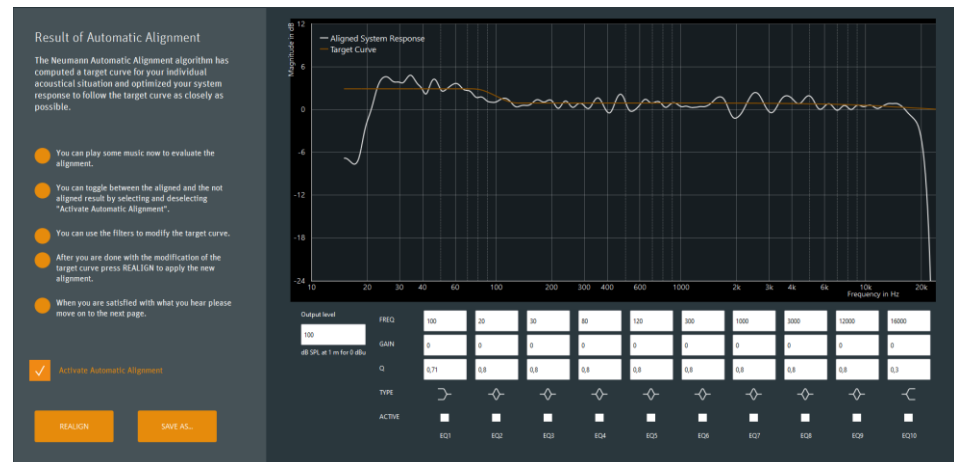 Result of Automatic Alignment
The Neumann Automatic Alignment algorithm has
computed a target curve for your individual
acoustical situation and optimized your system
response to follow the target curve as closely as
possible.
You can play some music now to evaluate the
alignment.
You can toggle between the aligned and the not
aligned result by selecting and deselecting
"Activate Automatic Alignment".
You can use the filters to modify the target curve.
After you are done with the modification of the
target curve press REALIGN to apply the new
alignment.
When you are satisfied with what you hear please
move on to the next page.
Activate Automatic Alignment
REALIGN SAVE AS...
Magnitude in dB
12
6
0
-6
-12
-18
-24
Aligned System Response
Target Curve
10 20 30 40 60 100 200 300 400 600 1000 2k 3k 4k 6k 10k 20k
Frequency in Hz
Output level
100
dB SPL at 1 m for 0 dBu
FREQ 100 20 30 80 120 300 1000 3000 12000 16000
GAIN 0 0 0 0 0 0 0 0 0 0
Q 0,71 0,8 0,8 0,8 0,8 0,8 0,8 0,8 0,8 0,3
TYPE
ACTIVE
EQ1 EQ2 EQ3 EQ4 EQ5 EQ6 EQ7 EQ8 EQ9 EQ10